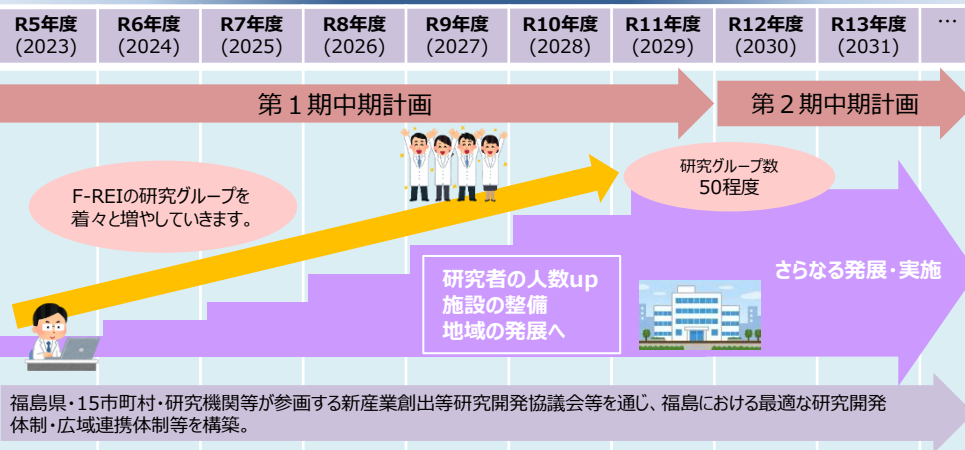 R5年度 R6年度 R7年度 R8年度 R9年度 R10年度 R11年度 R12年度 R13年度 …
(2023) (2024) (2025) (2026) (2027) (2028) (2029) (2030) (2031)
第１期中期計画
第２期中期計画
研究グループ数
50程度
F-REIの研究グループを
着々と増やしていきます。
研究者の人数up
施設の整備
地域の発展へ
さらなる発展・実施
福島県・15市町村・研究機関等が参画する新産業創出等研究開発協議会等を通じ、福島における最適な研究開発
体制・広域連携体制等を構築。